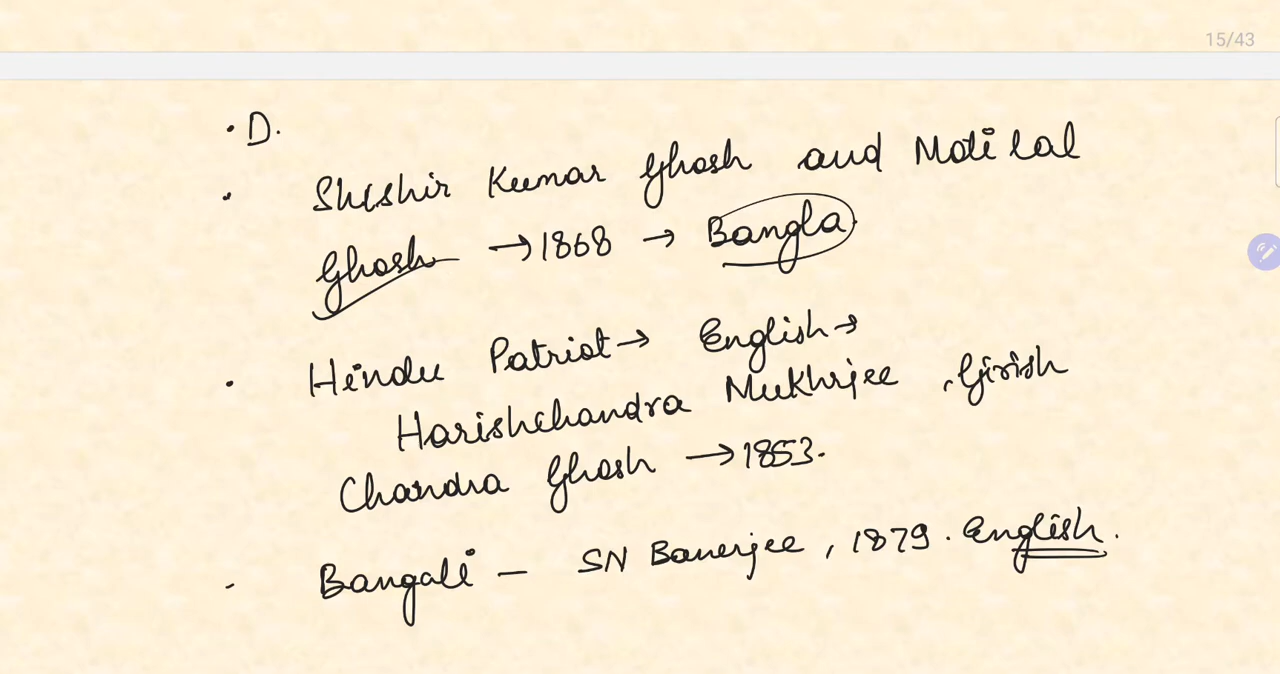 15/43
· D.
· Shishir Kumar Ghosh and Motilal
Ghosh → 1868 → Bangla
· Hindu Patriot → English →
Harishchandra Mukhrjee, Girish
Chandra Ghosh → 1853.
- Bangali - SN Banerjee, 1879. English.